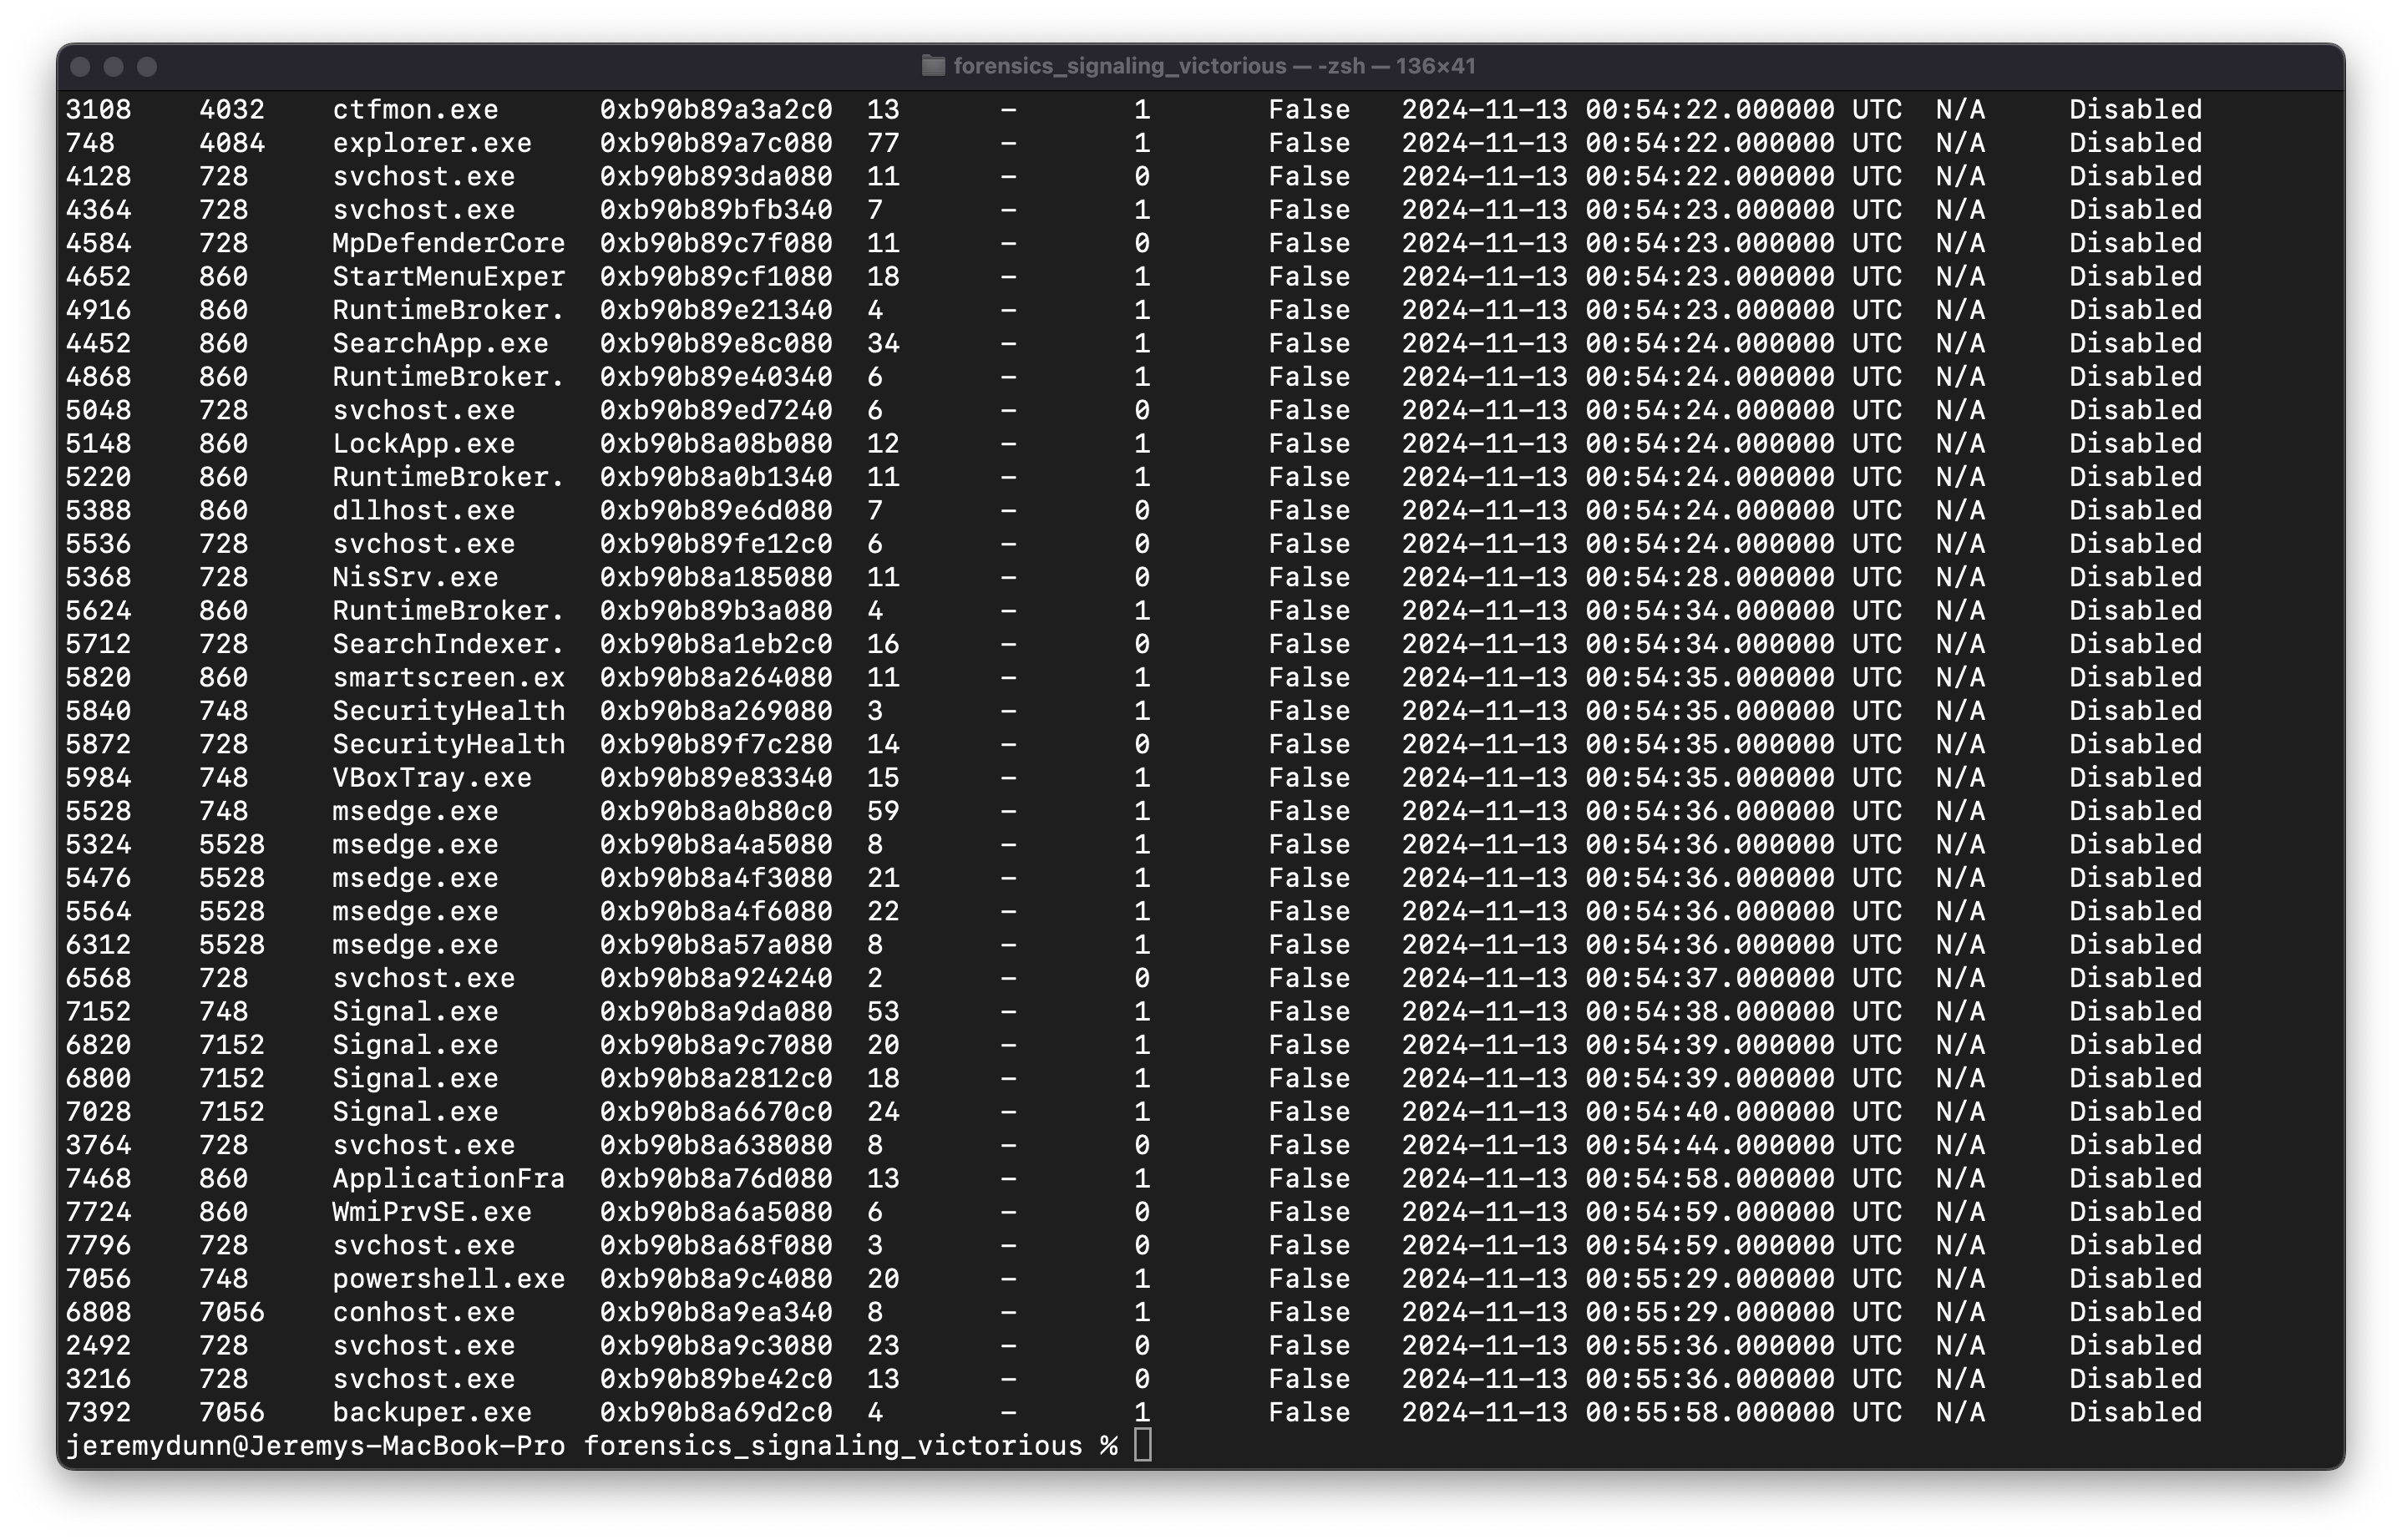 forensics_signaling_victorious — -zsh — 136×41
3108 4032 ctfmon.exe 0xb90b89a3a2c0 13 - 1 False 2024-11-13 00:54:22.000000 UTC N/A Disabled
748 4084 explorer.exe 0xb90b89a7c080 77 - 1 False 2024-11-13 00:54:22.000000 UTC N/A Disabled
4128 728 svchost.exe 0xb90b893da080 11 - 0 False 2024-11-13 00:54:22.000000 UTC N/A Disabled
4364 728 svchost.exe 0xb90b89bfb340 7 - 1 False 2024-11-13 00:54:23.000000 UTC N/A Disabled
4584 728 MpDefenderCore 0xb90b89c7f080 11 - 0 False 2024-11-13 00:54:23.000000 UTC N/A Disabled
4652 860 StartMenuExper 0xb90b89cf1080 18 - 1 False 2024-11-13 00:54:23.000000 UTC N/A Disabled
4916 860 RuntimeBroker. 0xb90b89e21340 4 - 1 False 2024-11-13 00:54:23.000000 UTC N/A Disabled
4452 860 SearchApp.exe 0xb90b89e8c080 34 - 1 False 2024-11-13 00:54:24.000000 UTC N/A Disabled
4868 860 RuntimeBroker. 0xb90b89e40340 6 - 1 False 2024-11-13 00:54:24.000000 UTC N/A Disabled
5048 728 svchost.exe 0xb90b89ed7240 6 - 0 False 2024-11-13 00:54:24.000000 UTC N/A Disabled
5148 860 LockApp.exe 0xb90b8a08b080 12 - 1 False 2024-11-13 00:54:24.000000 UTC N/A Disabled
5220 860 RuntimeBroker. 0xb90b8a0b1340 11 - 1 False 2024-11-13 00:54:24.000000 UTC N/A Disabled
5388 860 dllhost.exe 0xb90b89e6d080 7 - 0 False 2024-11-13 00:54:24.000000 UTC N/A Disabled
5536 728 svchost.exe 0xb90b89fe12c0 6 - 0 False 2024-11-13 00:54:24.000000 UTC N/A Disabled
5368 728 NisSrv.exe 0xb90b8a185080 11 - 0 False 2024-11-13 00:54:28.000000 UTC N/A Disabled
5624 860 RuntimeBroker. 0xb90b89b3a080 4 - 1 False 2024-11-13 00:54:34.000000 UTC N/A Disabled
5712 728 SearchIndexer. 0xb90b8a1eb2c0 16 - 0 False 2024-11-13 00:54:34.000000 UTC N/A Disabled
5820 860 smartscreen.ex 0xb90b8a264080 11 - 1 False 2024-11-13 00:54:35.000000 UTC N/A Disabled
5840 748 SecurityHealth 0xb90b8a269080 3 - 1 False 2024-11-13 00:54:35.000000 UTC N/A Disabled
5872 728 SecurityHealth 0xb90b89f7c280 14 - 0 False 2024-11-13 00:54:35.000000 UTC N/A Disabled
5984 748 VBoxTray.exe 0xb90b89e83340 15 - 1 False 2024-11-13 00:54:35.000000 UTC N/A Disabled
5528 748 msedge.exe 0xb90b8a0b80c0 59 - 1 False 2024-11-13 00:54:36.000000 UTC N/A Disabled
5324 5528 msedge.exe 0xb90b8a4a5080 8 - 1 False 2024-11-13 00:54:36.000000 UTC N/A Disabled
5476 5528 msedge.exe 0xb90b8a4f3080 21 - 1 False 2024-11-13 00:54:36.000000 UTC N/A Disabled
5564 5528 msedge.exe 0xb90b8a4f6080 22 - 1 False 2024-11-13 00:54:36.000000 UTC N/A Disabled
6312 5528 msedge.exe 0xb90b8a57a080 8 - 1 False 2024-11-13 00:54:36.000000 UTC N/A Disabled
6568 728 svchost.exe 0xb90b8a924240 2 - 0 False 2024-11-13 00:54:37.000000 UTC N/A Disabled
7152 748 Signal.exe 0xb90b8a9da080 53 - 1 False 2024-11-13 00:54:38.000000 UTC N/A Disabled
6820 7152 Signal.exe 0xb90b8a9c7080 20 - 1 False 2024-11-13 00:54:39.000000 UTC N/A Disabled
6800 7152 Signal.exe 0xb90b8a2812c0 18 - 1 False 2024-11-13 00:54:39.000000 UTC N/A Disabled
7028 7152 Signal.exe 0xb90b8a6670c0 24 - 1 False 2024-11-13 00:54:40.000000 UTC N/A Disabled
3764 728 svchost.exe 0xb90b8a638080 8 - 0 False 2024-11-13 00:54:44.000000 UTC N/A Disabled
7468 860 ApplicationFra 0xb90b8a76d080 13 - 1 False 2024-11-13 00:54:58.000000 UTC N/A Disabled
7724 860 WmiPrvSE.exe 0xb90b8a6a5080 6 - 0 False 2024-11-13 00:54:59.000000 UTC N/A Disabled
7796 728 svchost.exe 0xb90b8a68f080 3 - 0 False 2024-11-13 00:54:59.000000 UTC N/A Disabled
7056 748 powershell.exe 0xb90b8a9c4080 20 - 1 False 2024-11-13 00:55:29.000000 UTC N/A Disabled
6808 7056 conhost.exe 0xb90b8a9ea340 8 - 1 False 2024-11-13 00:55:29.000000 UTC N/A Disabled
2492 728 svchost.exe 0xb90b8a9c3080 23 - 0 False 2024-11-13 00:55:36.000000 UTC N/A Disabled
3216 728 svchost.exe 0xb90b89be42c0 13 - 0 False 2024-11-13 00:55:36.000000 UTC N/A Disabled
7392 7056 backuper.exe 0xb90b8a69d2c0 4 - 1 False 2024-11-13 00:55:58.000000 UTC N/A Disabled
jeremydunn@Jeremys-MacBook-Pro forensics_signaling_victorious %